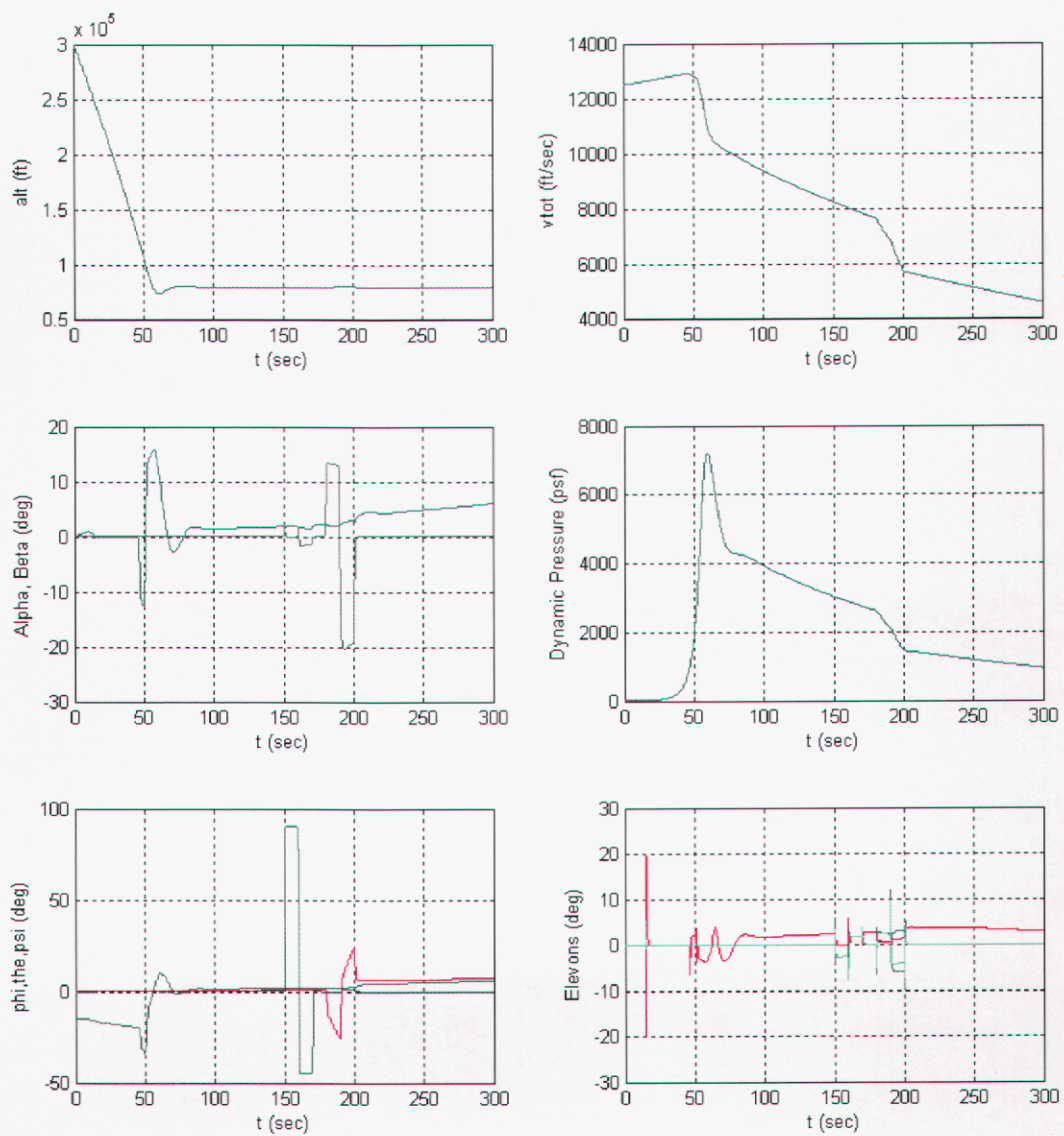 x 10^5
3
2.5
2
1.5
1
0.5
alt (ft)
0 50 100 150 200 250 300
t (sec)
14000
12000
10000
8000
6000
4000
vtot (ft/sec)
0 50 100 150 200 250 300
t (sec)
20
10
0
-10
-20
-30
Alpha, Beta (deg)
0 50 100 150 200 250 300
t (sec)
8000
6000
4000
2000
0
Dynamic Pressure (psf)
0 50 100 150 200 250 300
t (sec)
100
50
0
-50
phi,the,psi (deg)
0 50 100 150 200 250 300
t (sec)
30
20
10
0
-10
-20
-30
Elevons (deg)
0 50 100 150 200 250 300
t (sec)